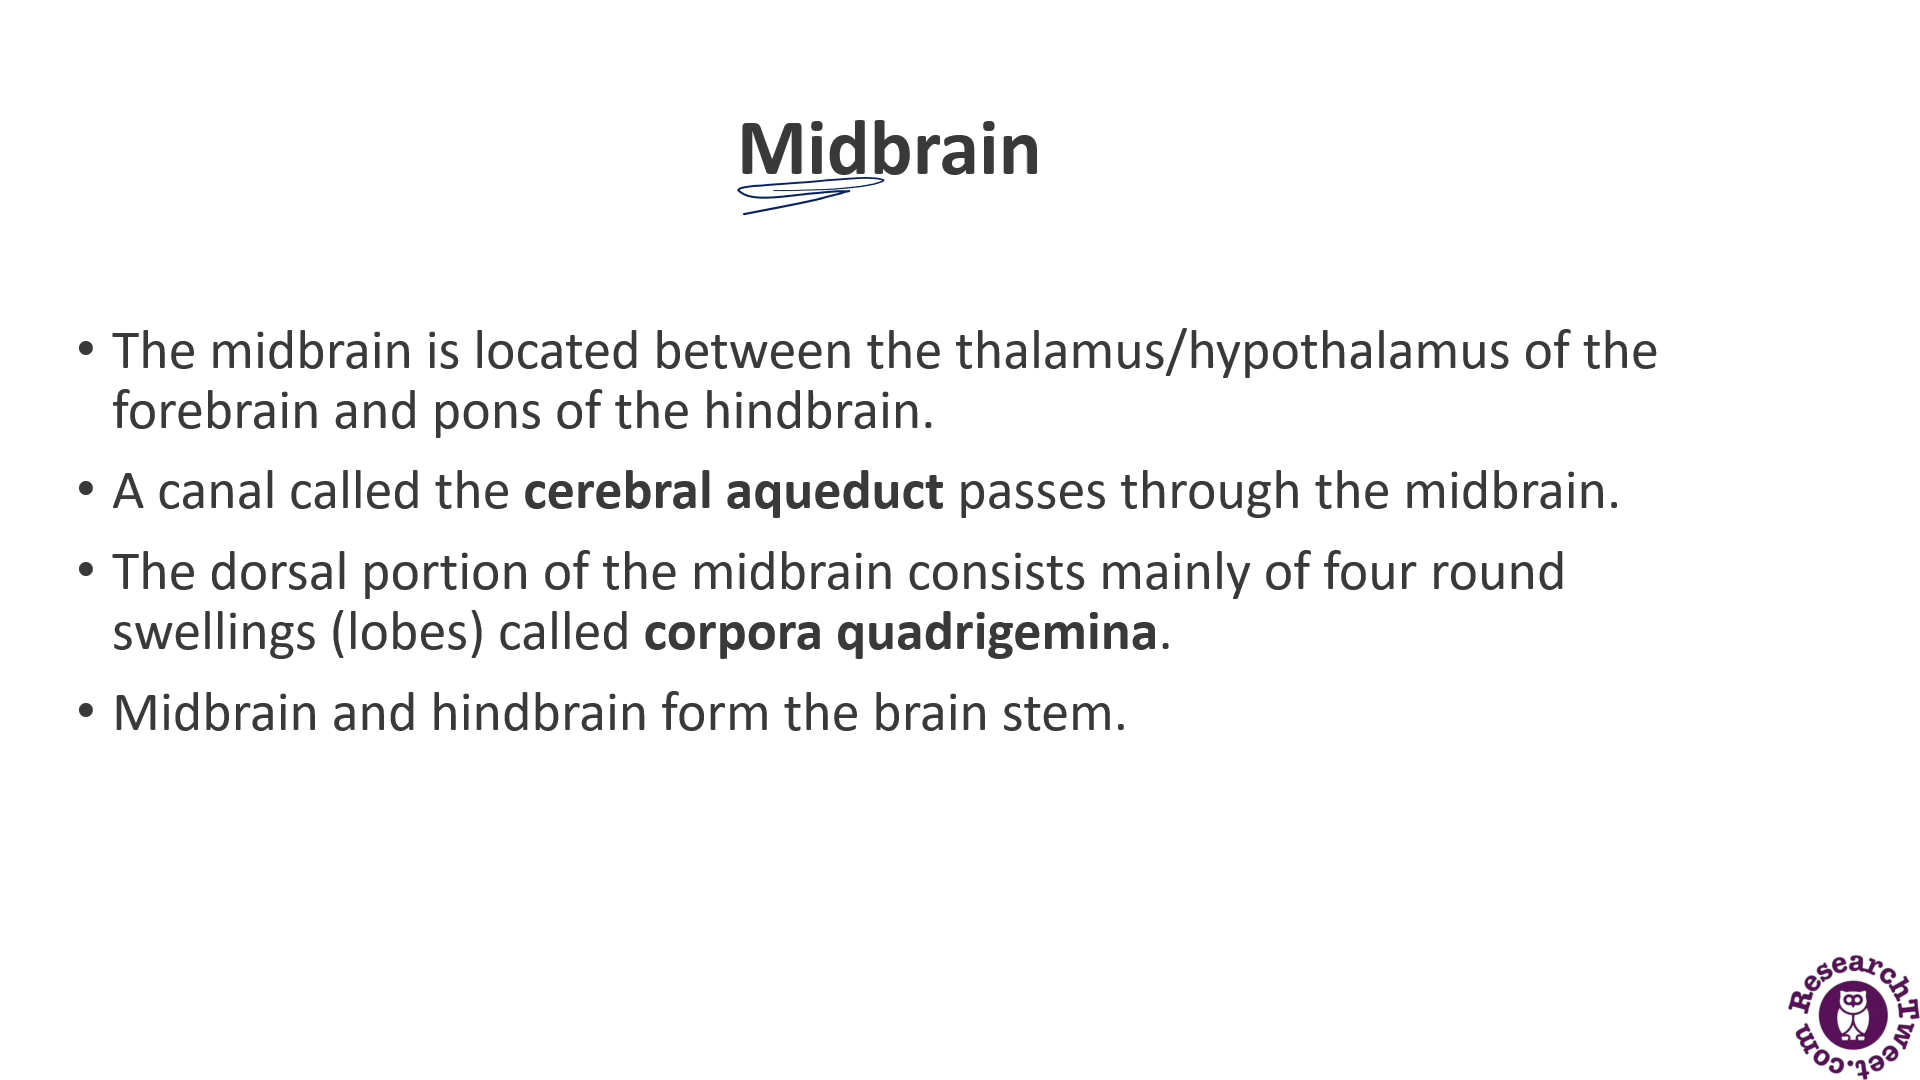 Midbrain
• The midbrain is located between the thalamus/hypothalamus of the
forebrain and pons of the hindbrain.
• A canal called the cerebral aqueduct passes through the midbrain.
• The dorsal portion of the midbrain consists mainly of four round
swellings (lobes) called corpora quadrigemina.
• Midbrain and hindbrain form the brain stem.
ResearchTweet.com